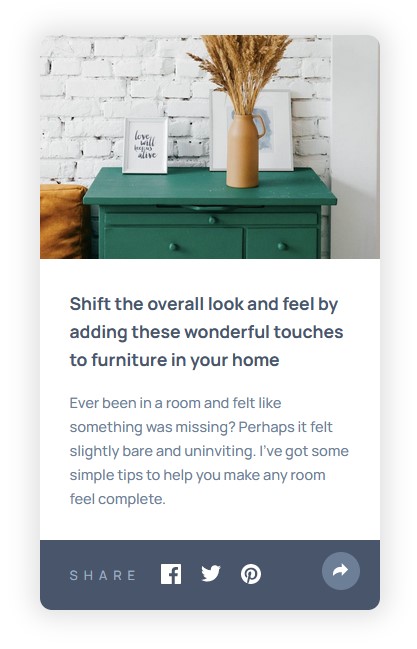 love
will
keep us
alive
Shift the overall look and feel by
adding these wonderful touches
to furniture in your home
Ever been in a room and felt like
something was missing? Perhaps it felt
slightly bare and uninviting. I've got some
simple tips to help you make any room
feel complete.
SHARE